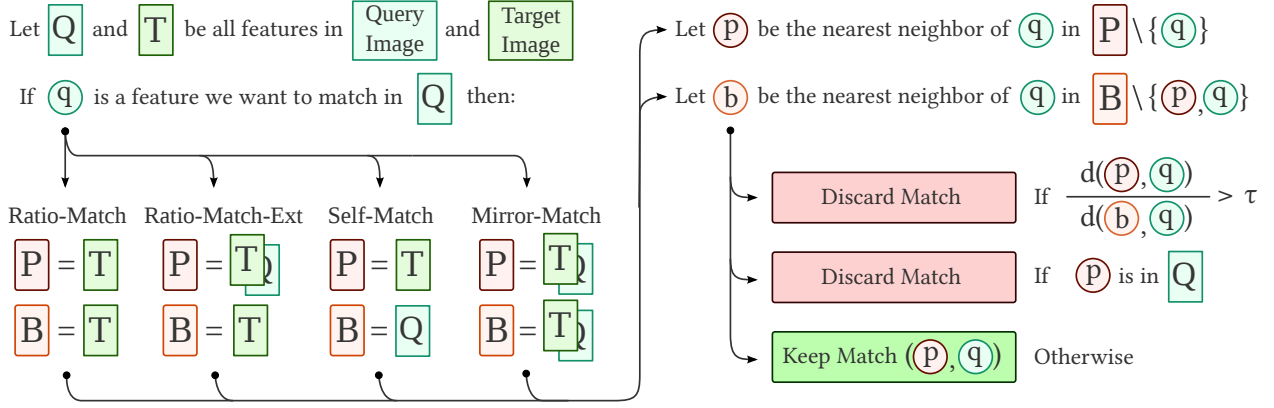 Let Q and T be all features in Query Image and Target Image
If q is a feature we want to match in Q then:
Ratio-Match Ratio-Match-Ext Self-Match Mirror-Match
P = T P = T Q P = T P = T Q
B = T B = T B = Q B = T Q
Let p be the nearest neighbor of q in P \ {q}
Let b be the nearest neighbor of q in B \ {p, q}
Discard Match If d(p, q) / d(b, q) > τ
Discard Match If p is in Q
Keep Match (p, q) Otherwise